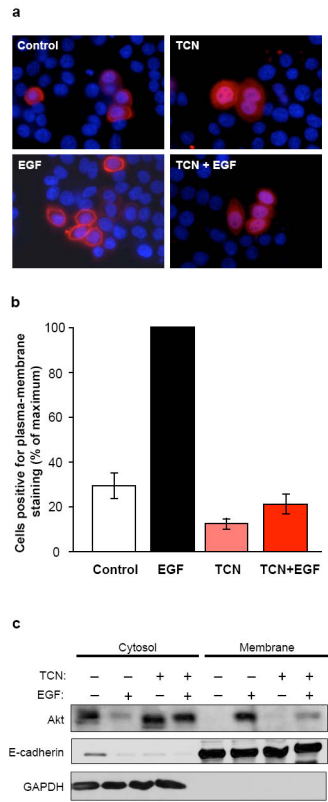 a
Control
TCN
EGF
TCN + EGF
b
Cells positive for plasma-membrane
staining (% of maximum)
100
80
60
40
20
0
Control EGF TCN TCN+EGF
c
Cytosol Membrane
TCN: – – + + – – + +
EGF: – + – + – + – +
Akt
E-cadherin
GAPDH